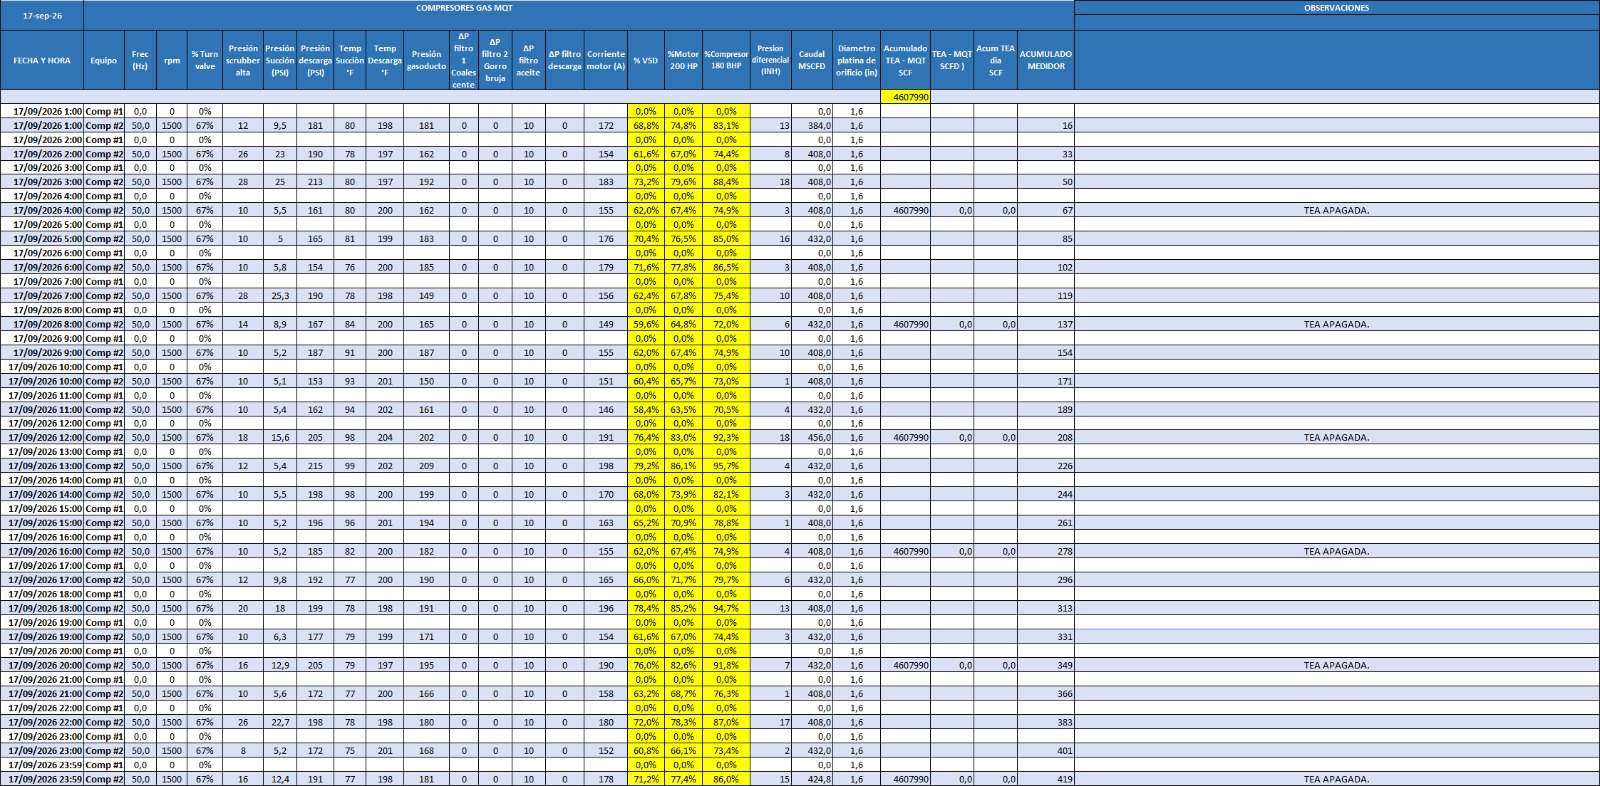 17-sep-26 COMPRESORES GAS MQT OBSERVACIONES
FECHA Y HORA Equipo Frec (Hz) rpm % Turn valve Presión scrubber alta Presión Succión (PSI) Presión descarga (PSI) Temp Succión °F Temp Descarga °F Presión gasoducto ΔP filtro 1 Coales cente ΔP filtro 2 Gorro bruja ΔP filtro aceite ΔP filtro descarga Corriente motor (A) % VSD %Motor 200 HP %Compresor 180 BHP Presion diferencial (INH) Caudal MSCFD Diametro platina de orificio (in) Acumulado TEA - MQT SCF TEA - MQT SCFD ) Acum TEA dia SCF ACUMULADO MEDIDOR
4607990
17/09/2026 1:00 Comp #1 0,0 0 0% 0,0% 0,0% 0,0% 0,0 1,6
17/09/2026 1:00 Comp #2 50,0 1500 67% 12 9,5 181 80 198 181 0 0 10 0 172 68,8% 74,8% 83,1% 13 384,0 1,6 16
17/09/2026 2:00 Comp #1 0,0 0 0% 0,0% 0,0% 0,0% 0,0 1,6
17/09/2026 2:00 Comp #2 50,0 1500 67% 26 23 190 78 197 162 0 0 10 0 154 61,6% 67,0% 74,4% 8 408,0 1,6 33
17/09/2026 3:00 Comp #1 0,0 0 0% 0,0% 0,0% 0,0% 0,0 1,6
17/09/2026 3:00 Comp #2 50,0 1500 67% 28 25 213 80 197 192 0 0 10 0 183 73,2% 79,6% 88,4% 18 408,0 1,6 50
17/09/2026 4:00 Comp #1 0,0 0 0% 0,0% 0,0% 0,0% 0,0 1,6
17/09/2026 4:00 Comp #2 50,0 1500 67% 10 5,5 161 80 200 162 0 0 10 0 155 62,0% 67,4% 74,9% 3 408,0 1,6 4607990 0,0 0,0 67 TEA APAGADA.
17/09/2026 5:00 Comp #1 0,0 0 0% 0,0% 0,0% 0,0% 0,0 1,6
17/09/2026 5:00 Comp #2 50,0 1500 67% 10 5 165 81 199 183 0 0 10 0 176 70,4% 76,5% 85,0% 16 432,0 1,6 85
17/09/2026 6:00 Comp #1 0,0 0 0% 0,0% 0,0% 0,0% 0,0 1,6
17/09/2026 6:00 Comp #2 50,0 1500 67% 10 5,8 154 76 200 185 0 0 10 0 179 71,6% 77,8% 86,5% 3 408,0 1,6 102
17/09/2026 7:00 Comp #1 0,0 0 0% 0,0% 0,0% 0,0% 0,0 1,6
17/09/2026 7:00 Comp #2 50,0 1500 67% 28 25,3 190 78 198 149 0 0 10 0 156 62,4% 67,8% 75,4% 10 408,0 1,6 119
17/09/2026 8:00 Comp #1 0,0 0 0% 0,0% 0,0% 0,0% 0,0 1,6
17/09/2026 8:00 Comp #2 50,0 1500 67% 14 8,9 167 84 200 165 0 0 10 0 149 59,6% 64,8% 72,0% 6 432,0 1,6 4607990 0,0 0,0 137 TEA APAGADA.
17/09/2026 9:00 Comp #1 0,0 0 0% 0,0% 0,0% 0,0% 0,0 1,6
17/09/2026 9:00 Comp #2 50,0 1500 67% 10 5,2 187 91 200 187 0 0 10 0 155 62,0% 67,4% 74,9% 10 408,0 1,6 154
17/09/2026 10:00 Comp #1 0,0 0 0% 0,0% 0,0% 0,0% 0,0 1,6
17/09/2026 10:00 Comp #2 50,0 1500 67% 10 5,1 153 93 201 150 0 0 10 0 151 60,4% 65,7% 73,0% 1 408,0 1,6 171
17/09/2026 11:00 Comp #1 0,0 0 0% 0,0% 0,0% 0,0% 0,0 1,6
17/09/2026 11:00 Comp #2 50,0 1500 67% 10 5,4 162 94 202 161 0 0 10 0 146 58,4% 63,5% 70,5% 4 432,0 1,6 189
17/09/2026 12:00 Comp #1 0,0 0 0% 0,0% 0,0% 0,0% 0,0 1,6
17/09/2026 12:00 Comp #2 50,0 1500 67% 18 15,6 205 98 204 202 0 0 10 0 191 76,4% 83,0% 92,3% 18 456,0 1,6 4607990 0,0 0,0 208 TEA APAGADA.
17/09/2026 13:00 Comp #1 0,0 0 0% 0,0% 0,0% 0,0% 0,0 1,6
17/09/2026 13:00 Comp #2 50,0 1500 67% 12 5,4 215 99 202 209 0 0 10 0 198 79,2% 86,1% 95,7% 4 432,0 1,6 226
17/09/2026 14:00 Comp #1 0,0 0 0% 0,0% 0,0% 0,0% 0,0 1,6
17/09/2026 14:00 Comp #2 50,0 1500 67% 10 5,5 198 98 200 199 0 0 10 0 170 68,0% 73,9% 82,1% 3 432,0 1,6 244
17/09/2026 15:00 Comp #1 0,0 0 0% 0,0% 0,0% 0,0% 0,0 1,6
17/09/2026 15:00 Comp #2 50,0 1500 67% 10 5,2 196 96 201 194 0 0 10 0 163 65,2% 70,9% 78,8% 1 408,0 1,6 261
17/09/2026 16:00 Comp #1 0,0 0 0% 0,0% 0,0% 0,0% 0,0 1,6
17/09/2026 16:00 Comp #2 50,0 1500 67% 10 5,2 185 82 200 182 0 0 10 0 155 62,0% 67,4% 74,9% 4 408,0 1,6 4607990 0,0 0,0 278 TEA APAGADA.
17/09/2026 17:00 Comp #1 0,0 0 0% 0,0% 0,0% 0,0% 0,0 1,6
17/09/2026 17:00 Comp #2 50,0 1500 67% 12 9,8 192 77 200 190 0 0 10 0 165 66,0% 71,7% 79,7% 6 432,0 1,6 296
17/09/2026 18:00 Comp #1 0,0 0 0% 0,0% 0,0% 0,0% 0,0 1,6
17/09/2026 18:00 Comp #2 50,0 1500 67% 20 18 199 78 198 191 0 0 10 0 196 78,4% 85,2% 94,7% 13 408,0 1,6 313
17/09/2026 19:00 Comp #1 0,0 0 0% 0,0% 0,0% 0,0% 0,0 1,6
17/09/2026 19:00 Comp #2 50,0 1500 67% 10 6,3 177 79 199 171 0 0 10 0 154 61,6% 67,0% 74,4% 3 432,0 1,6 331
17/09/2026 20:00 Comp #1 0,0 0 0% 0,0% 0,0% 0,0% 0,0 1,6
17/09/2026 20:00 Comp #2 50,0 1500 67% 16 12,9 205 79 197 195 0 0 10 0 190 76,0% 82,6% 91,8% 7 432,0 1,6 4607990 0,0 0,0 349 TEA APAGADA.
17/09/2026 21:00 Comp #1 0,0 0 0% 0,0% 0,0% 0,0% 0,0 1,6
17/09/2026 21:00 Comp #2 50,0 1500 67% 10 5,6 172 77 200 166 0 0 10 0 158 63,2% 68,7% 76,3% 1 408,0 1,6 366
17/09/2026 22:00 Comp #1 0,0 0 0% 0,0% 0,0% 0,0% 0,0 1,6
17/09/2026 22:00 Comp #2 50,0 1500 67% 26 22,7 198 78 198 180 0 0 10 0 180 72,0% 78,3% 87,0% 17 408,0 1,6 383
17/09/2026 23:00 Comp #1 0,0 0 0% 0,0% 0,0% 0,0% 0,0 1,6
17/09/2026 23:00 Comp #2 50,0 1500 67% 8 5,2 172 75 201 168 0 0 10 0 152 60,8% 66,1% 73,4% 2 432,0 1,6 401
17/09/2026 23:59 Comp #1 0,0 0 0% 0,0% 0,0% 0,0% 0,0 1,6
17/09/2026 23:59 Comp #2 50,0 1500 67% 16 12,4 191 77 198 181 0 0 10 0 178 71,2% 77,4% 86,0% 15 424,8 1,6 4607990 0,0 0,0 419 TEA APAGADA.